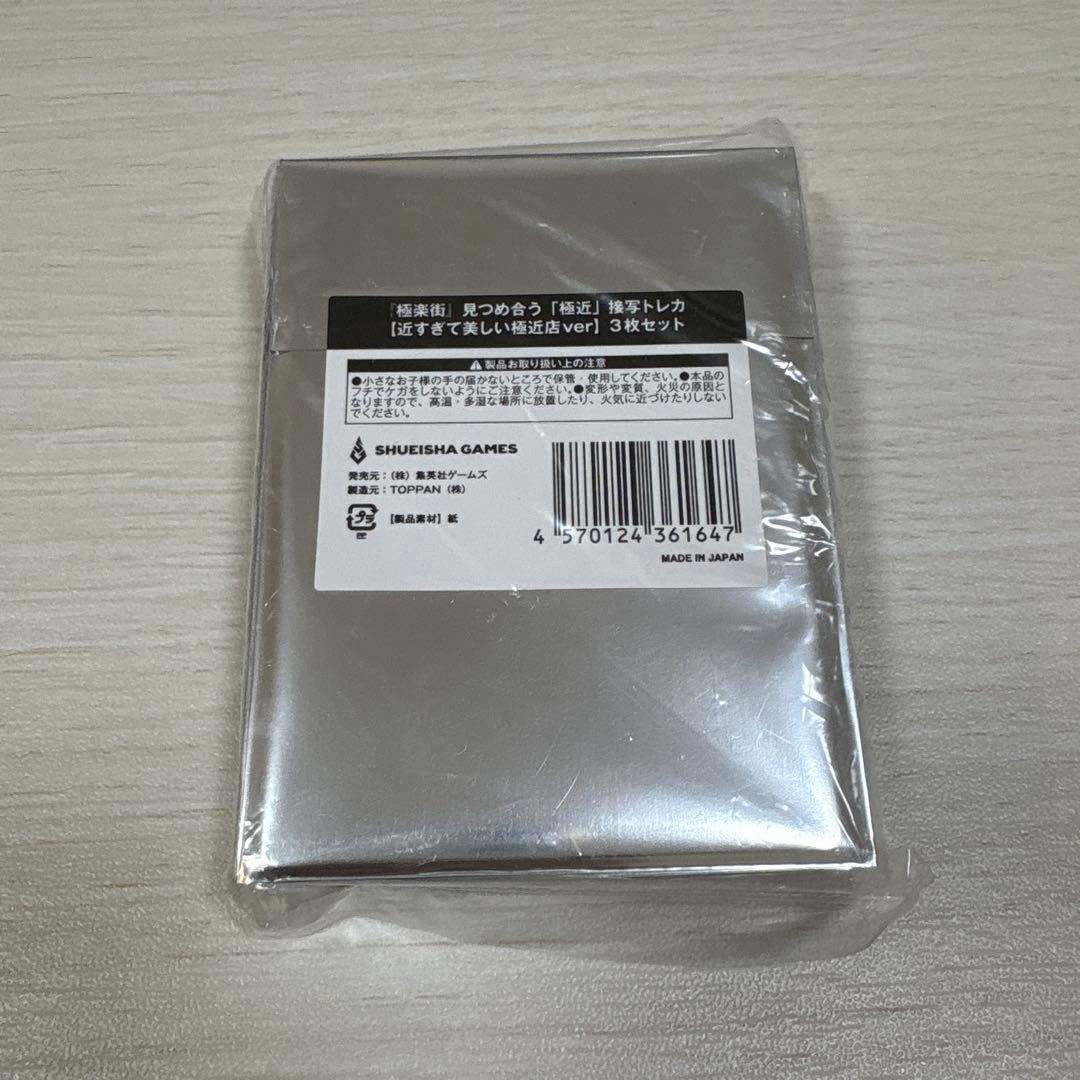 『極楽街』見つめ合う「極近」接写トレカ
【近すぎて美しい極近店ver】3枚セット
⚠製品お取り扱い上の注意
●小さなお子様の手の届かないところで保管・使用してください。●本品の
フチでケガをしないようにご注意ください。●変形や変質、火災の原因と
なりますので、高温・多湿な場所に放置したり、火気に近づけたりしない
でください。
SHUEISHA GAMES
発売元：（株）集英社ゲームズ
製造元：TOPPAN（株）
プラ
【製品素材】紙
4 570124 361647
MADE IN JAPAN